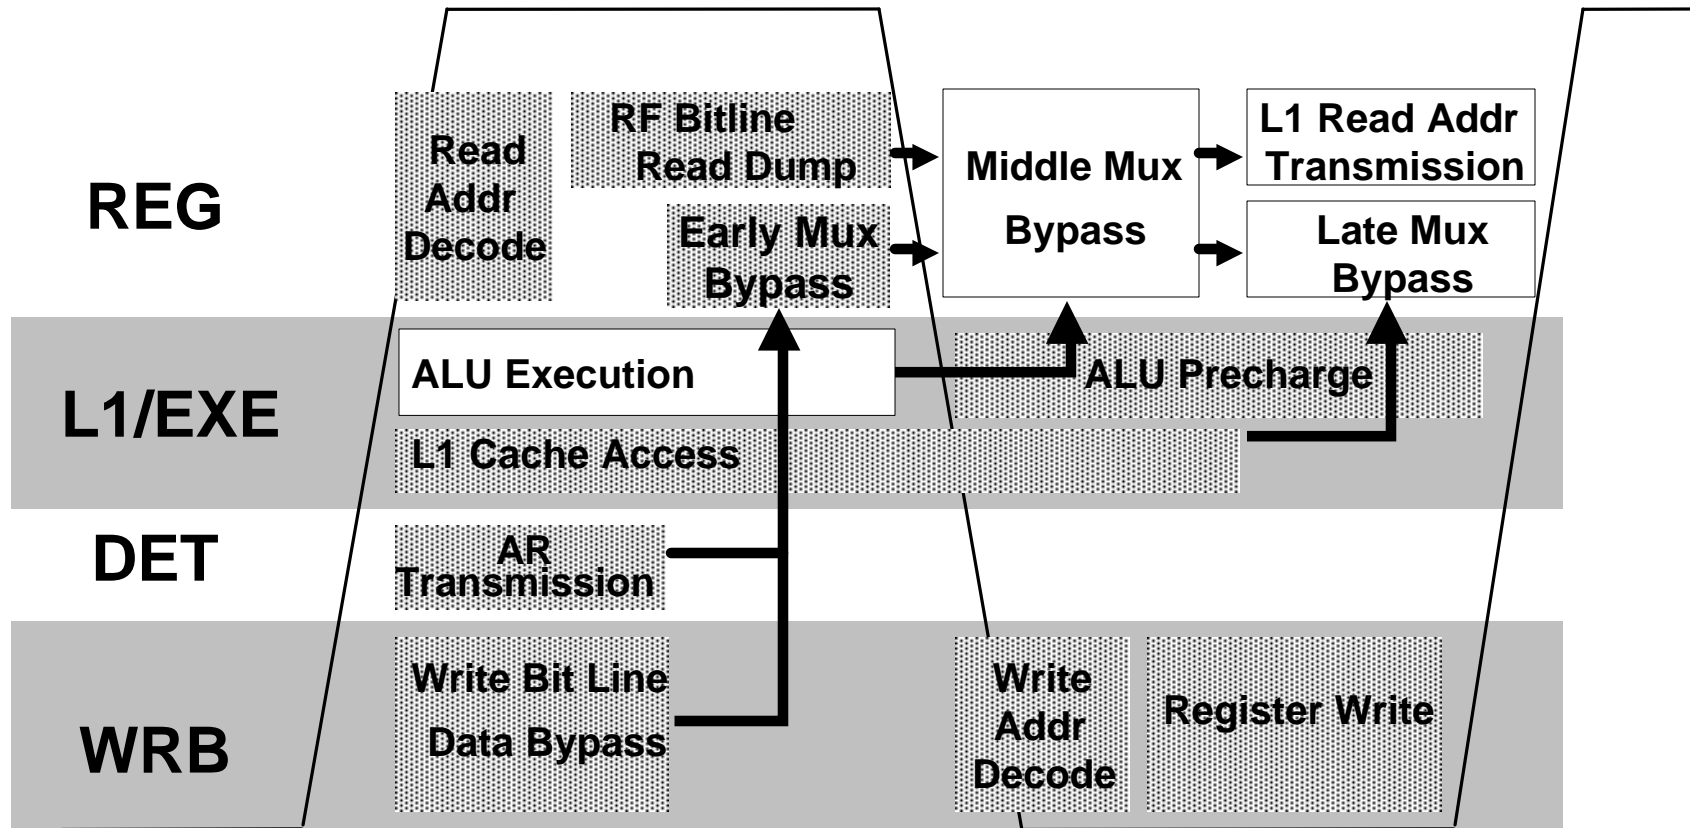 REG
Read
Addr
Decode
RF Bitline
Read Dump
Early Mux
Bypass
Middle Mux
Bypass
L1 Read Addr
Transmission
Late Mux
Bypass
L1/EXE
ALU Execution
ALU Precharge
L1 Cache Access
DET
AR
Transmission
WRB
Write Bit Line
Data Bypass
Write
Addr
Decode
Register Write